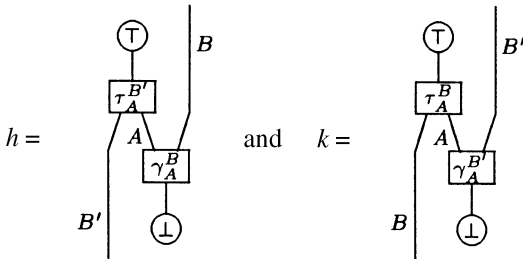 ⊤ B ⊤ B'
τ_A^{B'} τ_A^B
h = A and k = A
γ_A^B γ_A^{B'}
B' ⊥ B ⊥